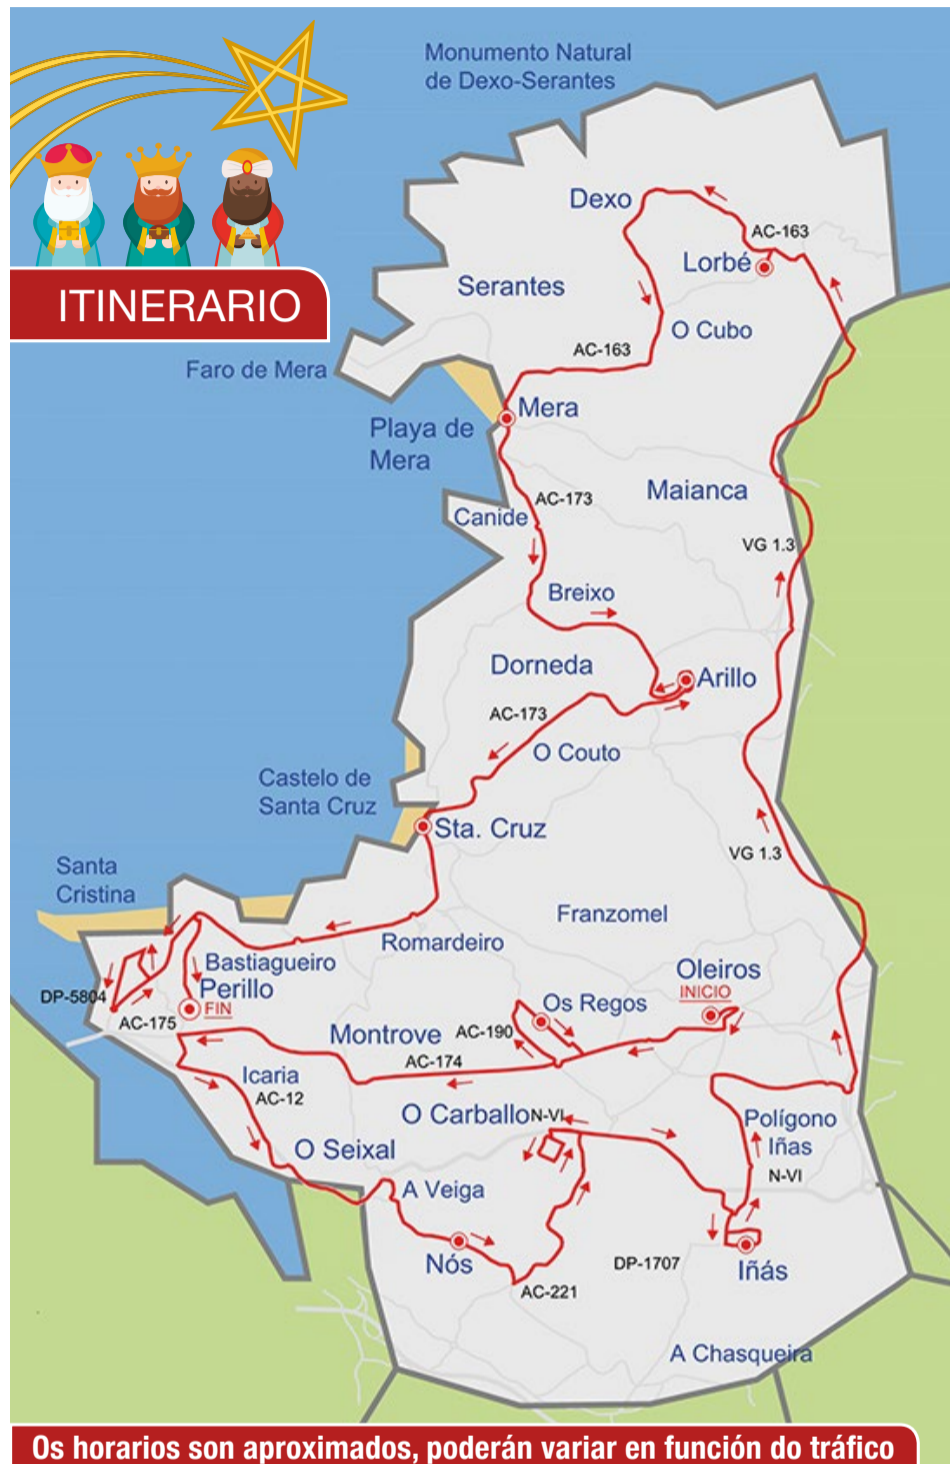 Monumento Natural
de Dexo-Serantes
Dexo
AC-163
Lorbé
ITINERARIO
Serantes
O Cubo
AC-163
Faro de Mera
Mera
Playa de
Mera
Maianca
AC-173
Canide
VG 1.3
Breixo
Dorneda
Arillo
AC-173
O Couto
Castelo de
Santa Cruz
Sta. Cruz
VG 1.3
Santa
Cristina
Franzomel
Romardeiro
Bastiagueiro
Oleiros
INICIO
Perillo
FIN
DP-5804
Os Regos
AC-175
Montrove
AC-190
AC-174
Icaria
AC-12
O Carballo
N-VI
Polígono
Iñas
O Seixal
N-VI
A Veiga
Nós
DP-1707
Iñás
AC-221
A Chasqueira
Os horarios son aproximados, poderán variar en función do tráfico